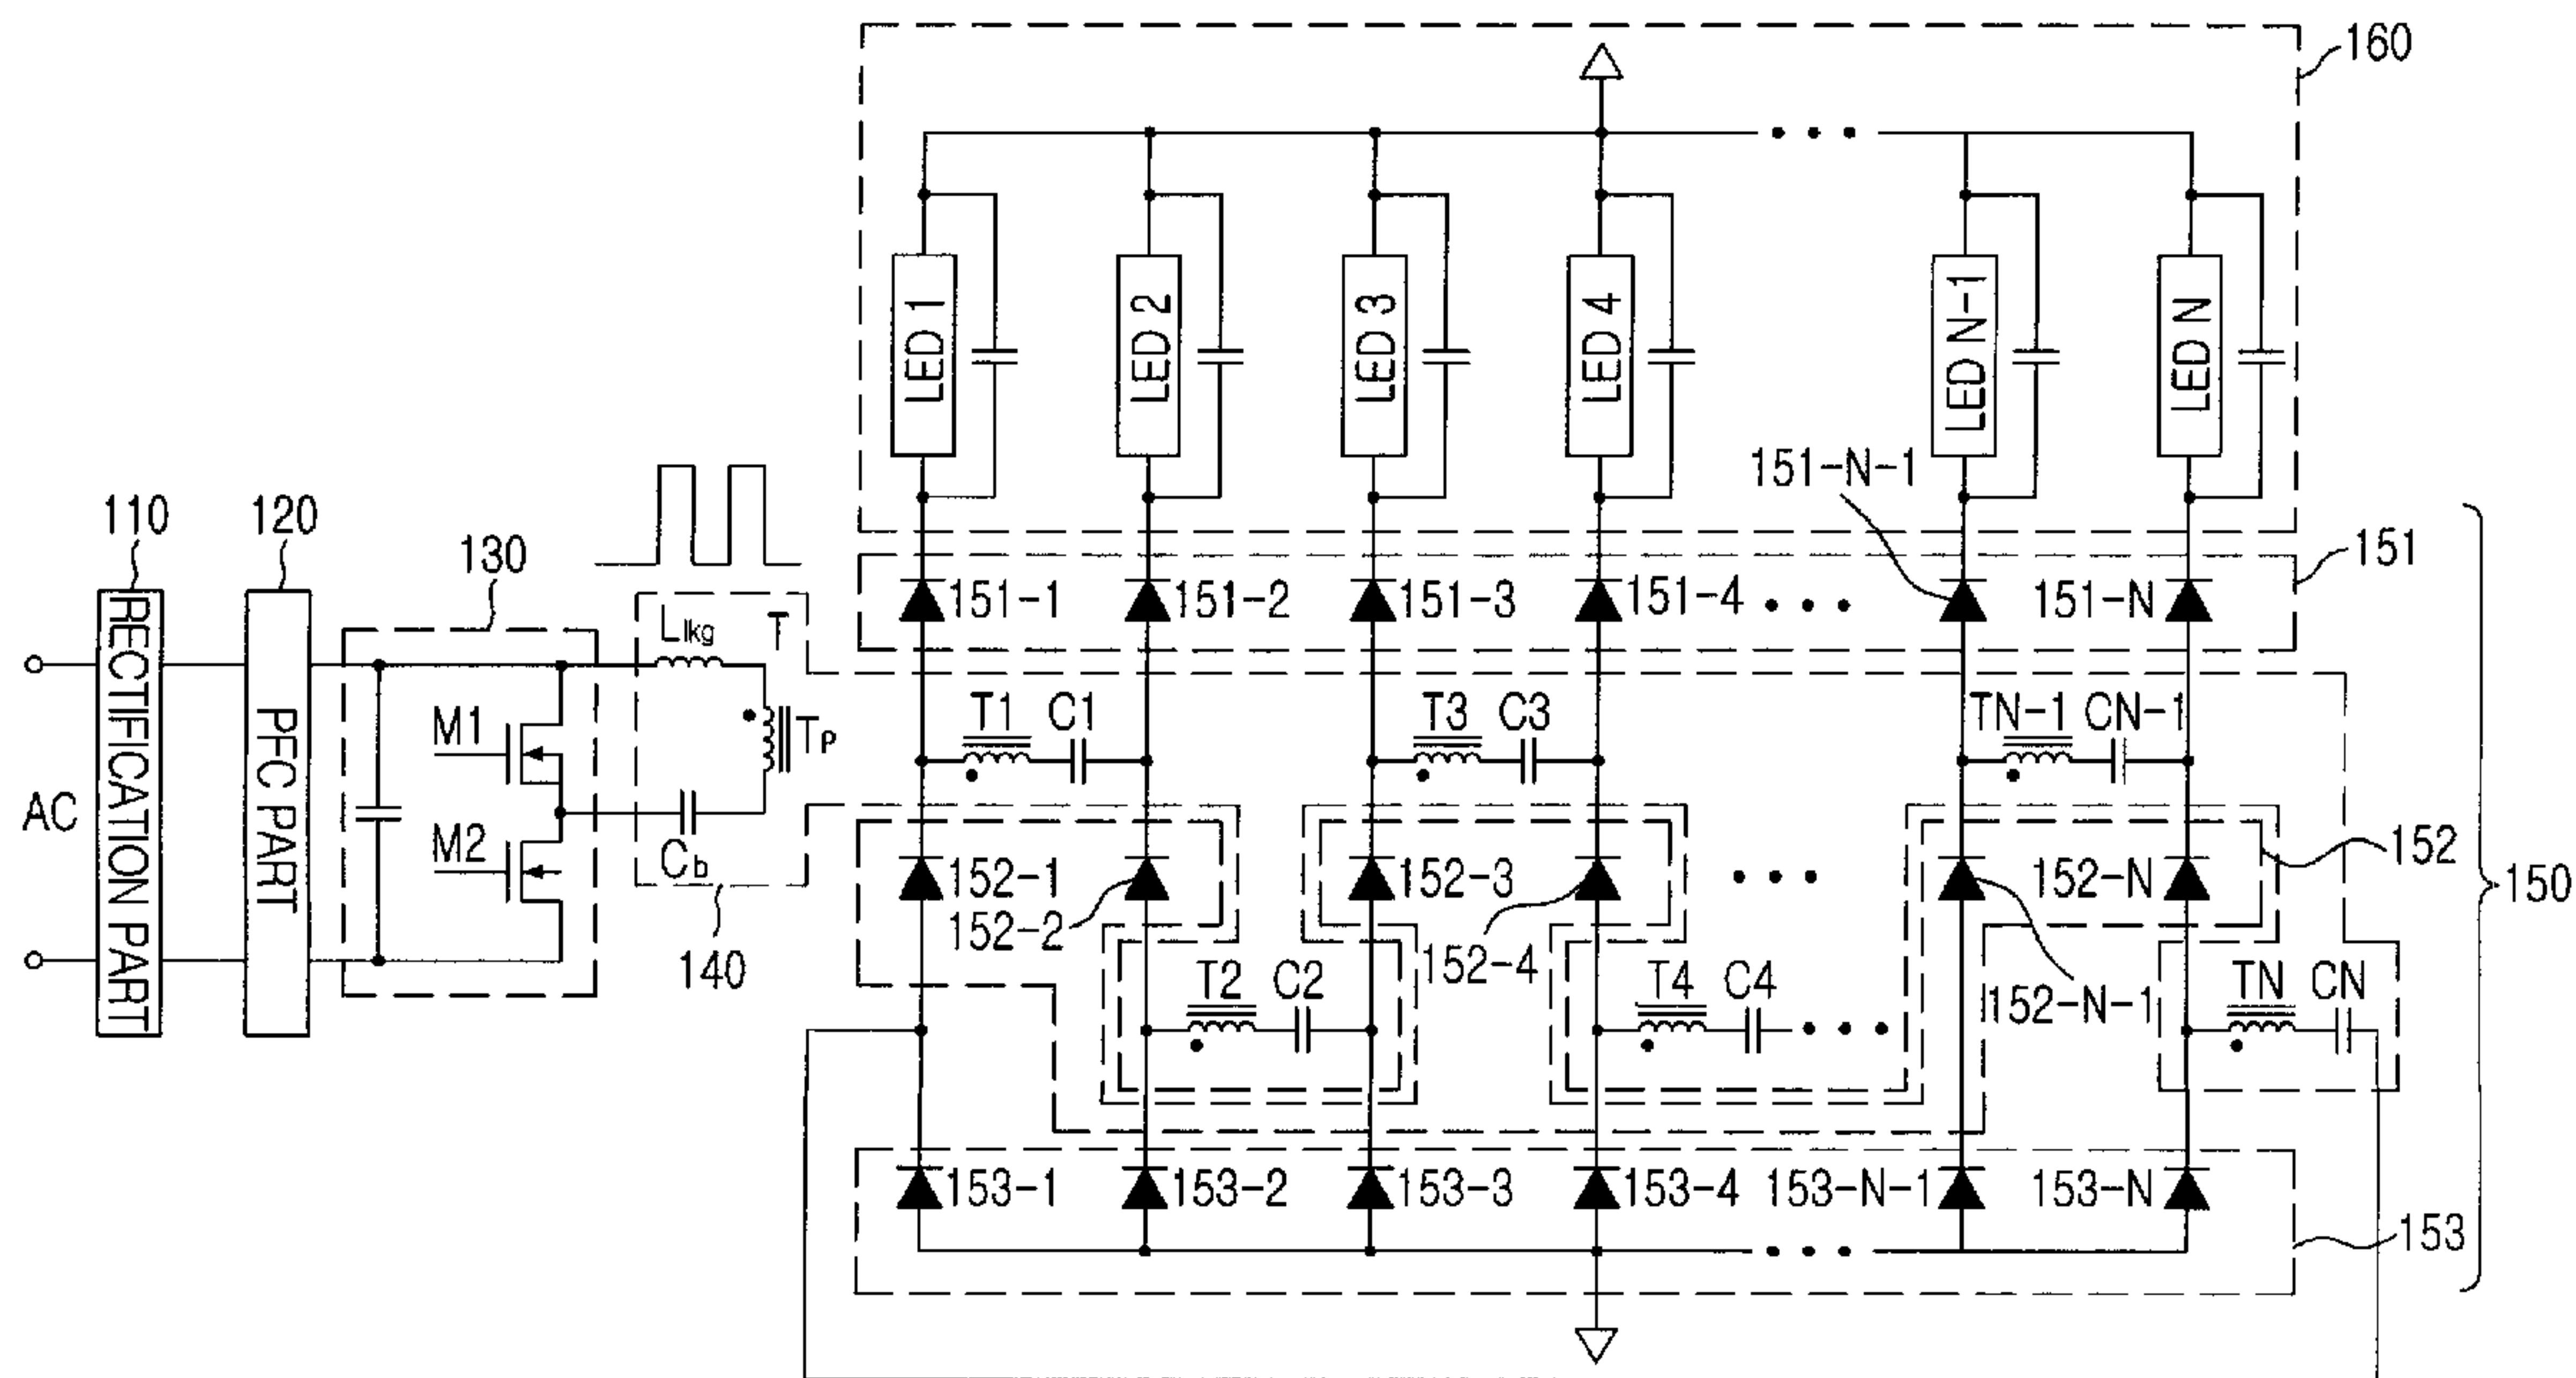 160
LED 1
LED 2
LED 3
LED 4
LED N-1
LED N
151-N-1
110
120
130
151
151-1
151-2
151-3
151-4
151-N
Llkg
T
RECTIFICATION PART
PFC PART
M1
Tp
T1
C1
T3
C3
TN-1
CN-1
AC
M2
Cb
152-1
152-2
152-3
152-4
152-N
152
150
140
T2
C2
T4
C4
152-N-1
TN
CN
153-1
153-2
153-3
153-4
153-N-1
153-N
153